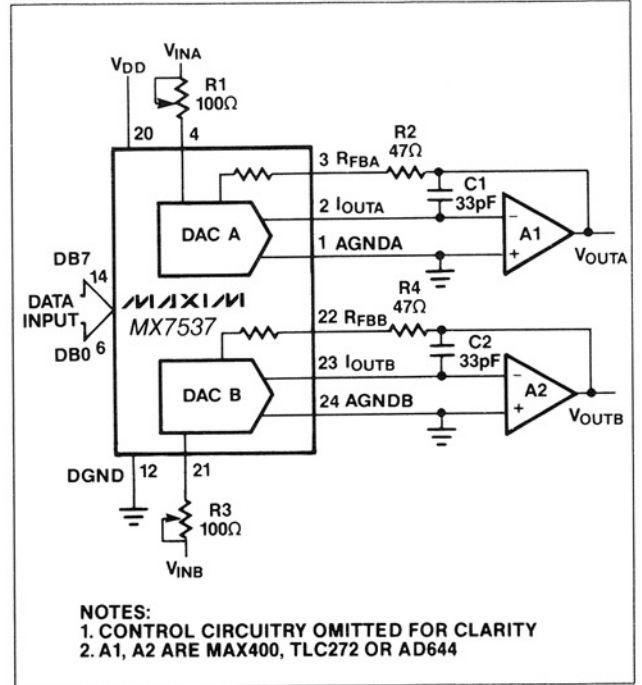 VINA
VDD
R1
100Ω
20
4
3 RFBA
R2
47Ω
C1
33pF
2 IOUTA
DAC A
1 AGNDA
A1
VOUTA
DB7
14
DATA
INPUT
DB0
6
MAXIM
MX7537
22 RFBB
R4
47Ω
C2
33pF
23 IOUTB
DAC B
24 AGNDB
A2
VOUTB
DGND
12
21
R3
100Ω
VINB
−
+
−
+
NOTES:
1. CONTROL CIRCUITRY OMITTED FOR CLARITY
2. A1, A2 ARE MAX400, TLC272 OR AD644